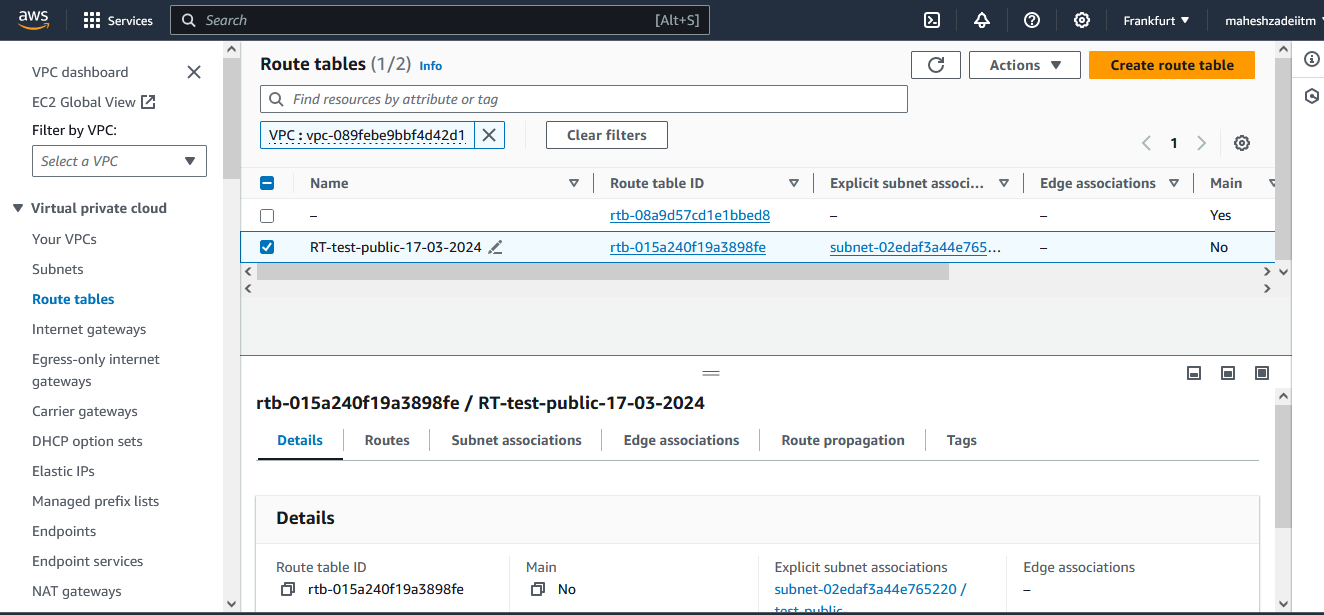 aws Services Search [Alt+S] Frankfurt maheshzadeiitm
VPC dashboard
EC2 Global View
Filter by VPC:
Select a VPC
Virtual private cloud
Your VPCs
Subnets
Route tables
Internet gateways
Egress-only internet
gateways
Carrier gateways
DHCP option sets
Elastic IPs
Managed prefix lists
Endpoints
Endpoint services
NAT gateways
Route tables (1/2) Info
Actions
Create route table
Find resources by attribute or tag
VPC : vpc-089febe9bbf4d42d1
Clear filters
1
Name Route table ID Explicit subnet associ... Edge associations Main
– rtb-08a9d57cd1e1bbed8 – – Yes
RT-test-public-17-03-2024 rtb-015a240f19a3898fe subnet-02edaf3a44e765... – No
rtb-015a240f19a3898fe / RT-test-public-17-03-2024
Details Routes Subnet associations Edge associations Route propagation Tags
Details
Route table ID
rtb-015a240f19a3898fe
Main
No
Explicit subnet associations
subnet-02edaf3a44e765220 /
test-public
Edge associations
–